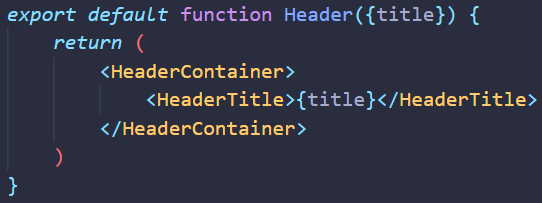 export default function Header({title}) {
    return (
        <HeaderContainer>
            <HeaderTitle>{title}</HeaderTitle>
        </HeaderContainer>
    )
}